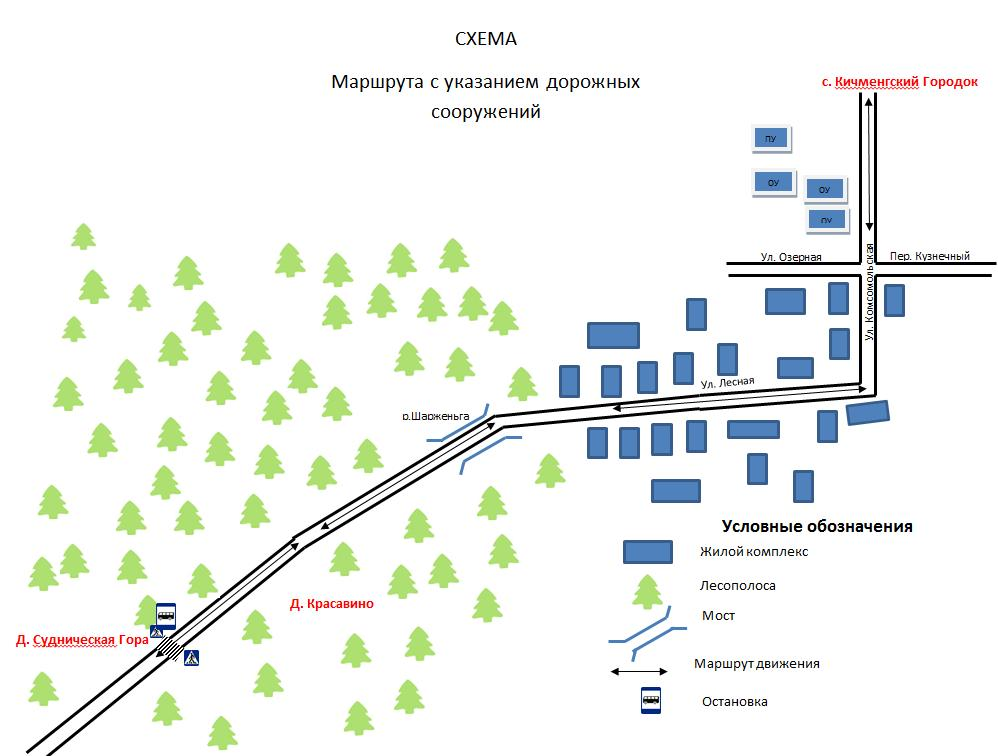 СХЕМА
Маршрута с указанием дорожных
сооружений
с. Кичменгский Городок
ПУ
ОУ
ОУ
ОУ
Ул. Озерная
Пер. Кузнечный
Ул. Комсомольская
Ул. Лесная
р.Шарженьга
Условные обозначения
Жилой комплекс
Лесополоса
Мост
Маршрут движения
Остановка
Д. Красавино
Д. Судническая Гора